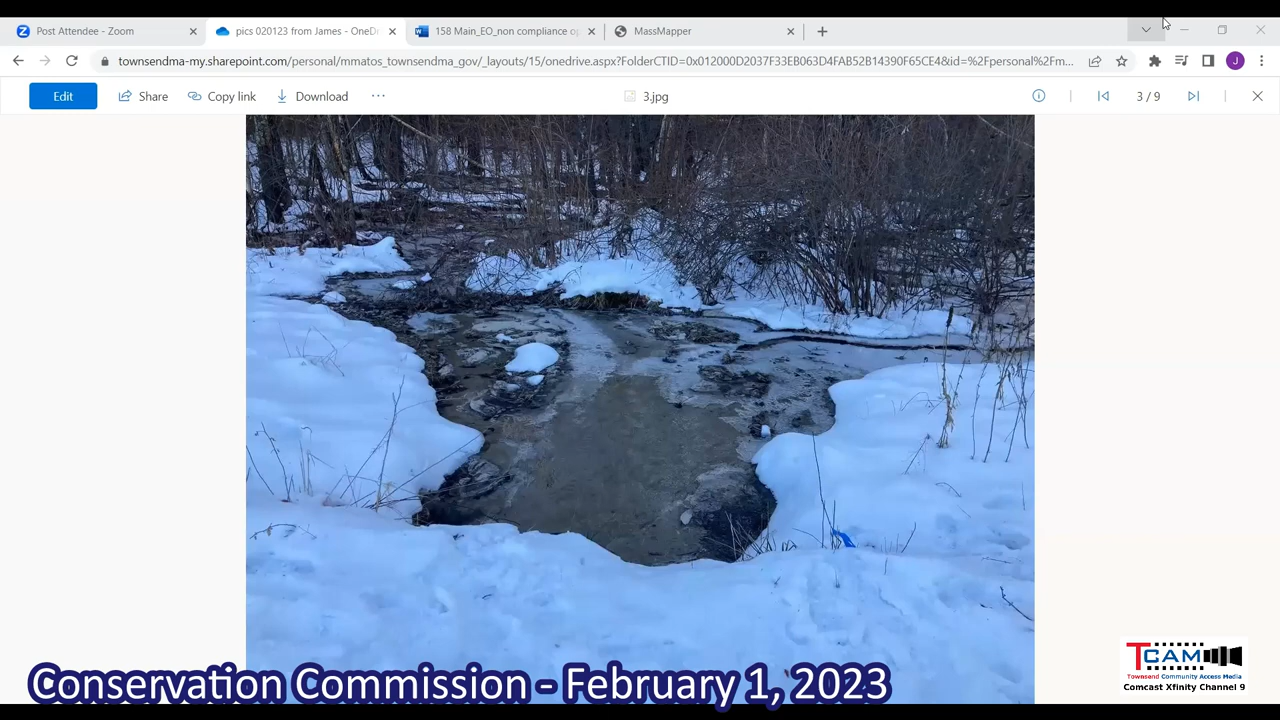 Post Attendee - Zoom
pics 020123 from James - OneDr
158 Main_EO_non compliance op
MassMapper
townsendma-my.sharepoint.com/personal/mmatos_townsendma_gov/_layouts/15/onedrive.aspx?FolderCTID=0x012000D2037F33EB063D4FAB52B14390F65CE4&id=%2Fpersonal%2Fm...
J
Edit
Share
Copy link
Download
3.jpg
3 / 9
Conservation Commission - February 1, 2023
TCAM
Townsend Community Access Media
Comcast Xfinity Channel 9